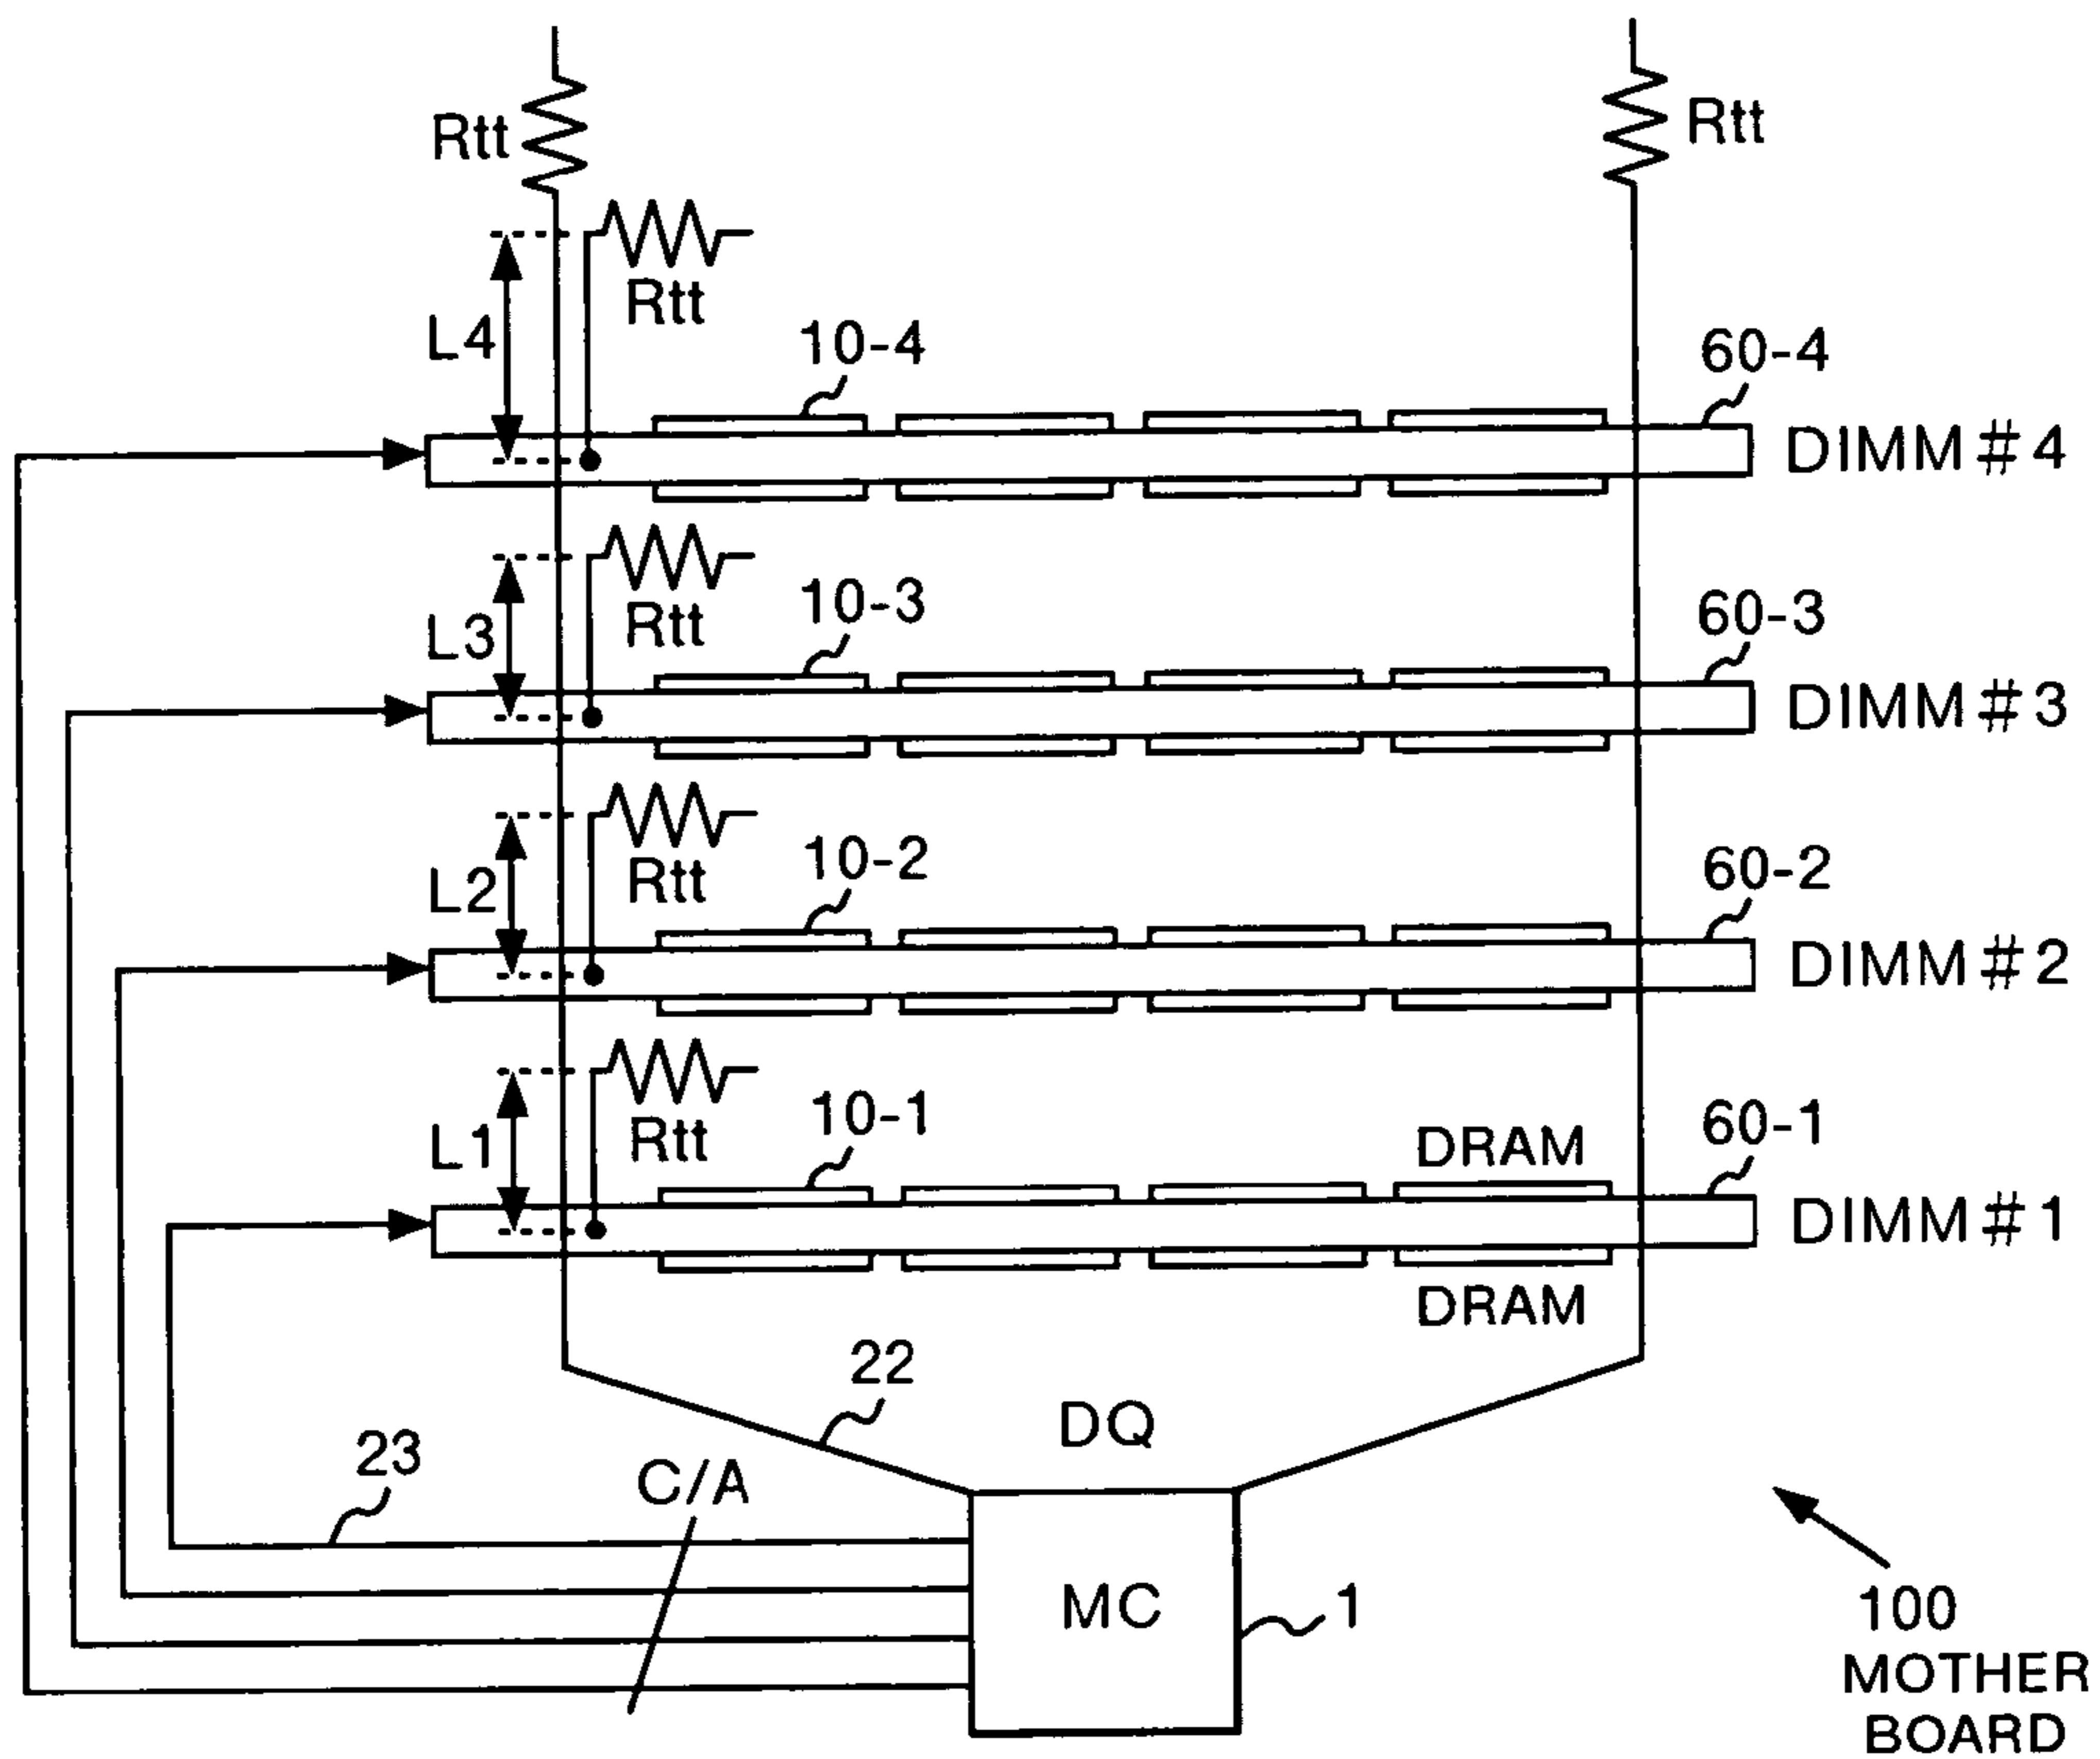 Rtt
Rtt
Rtt
L4
10-4
60-4
DIMM #4
Rtt
L3
10-3
60-3
DIMM #3
Rtt
L2
10-2
60-2
DIMM #2
Rtt
L1
10-1
DRAM
60-1
DIMM #1
DRAM
22
DQ
23
C/A
MC
1
100
MOTHER
BOARD